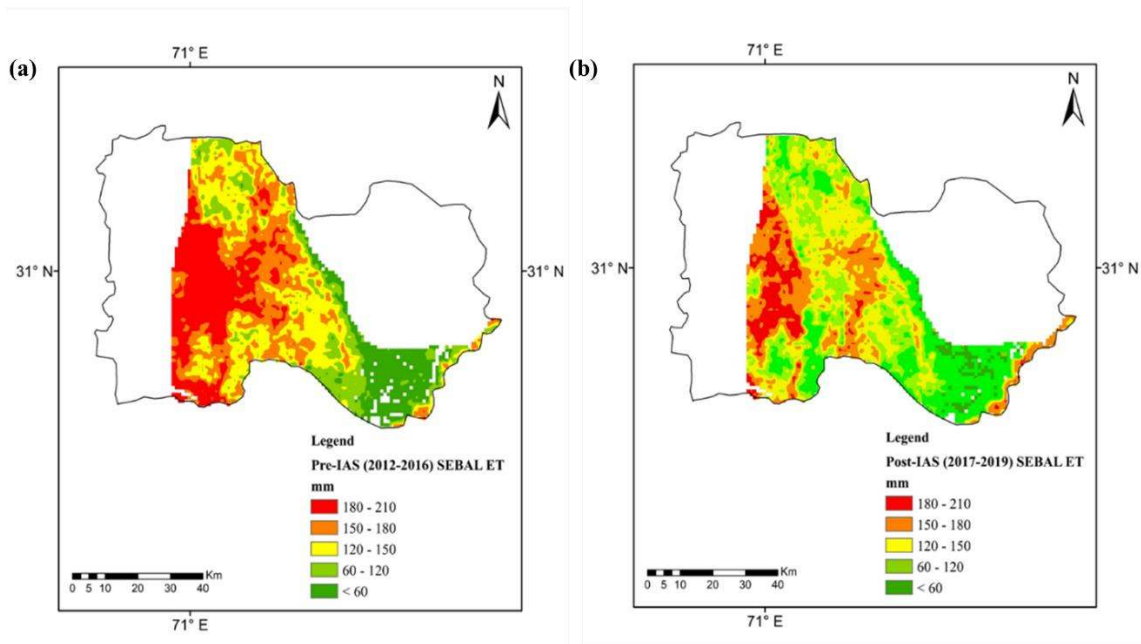 (a)
71° E
N
31° N
Legend
Pre-IAS (2012-2016) SEBAL ET
mm
180 - 210
150 - 180
120 - 150
60 - 120
< 60
Km
0 5 10 20 30 40
71° E
(b)
71° E
N
31° N
31° N
Legend
Post-IAS (2017-2019) SEBAL ET
mm
180 - 210
150 - 180
120 - 150
60 - 120
< 60
Km
0 5 10 20 30 40
71° E